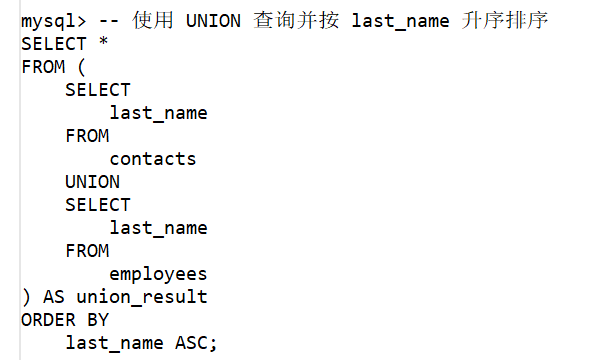 mysql> -- 使用 UNION 查询并按 last_name 升序排序
SELECT *
FROM (
    SELECT
        last_name
    FROM
        contacts
    UNION
    SELECT
        last_name
    FROM
        employees
) AS union_result
ORDER BY
    last_name ASC;